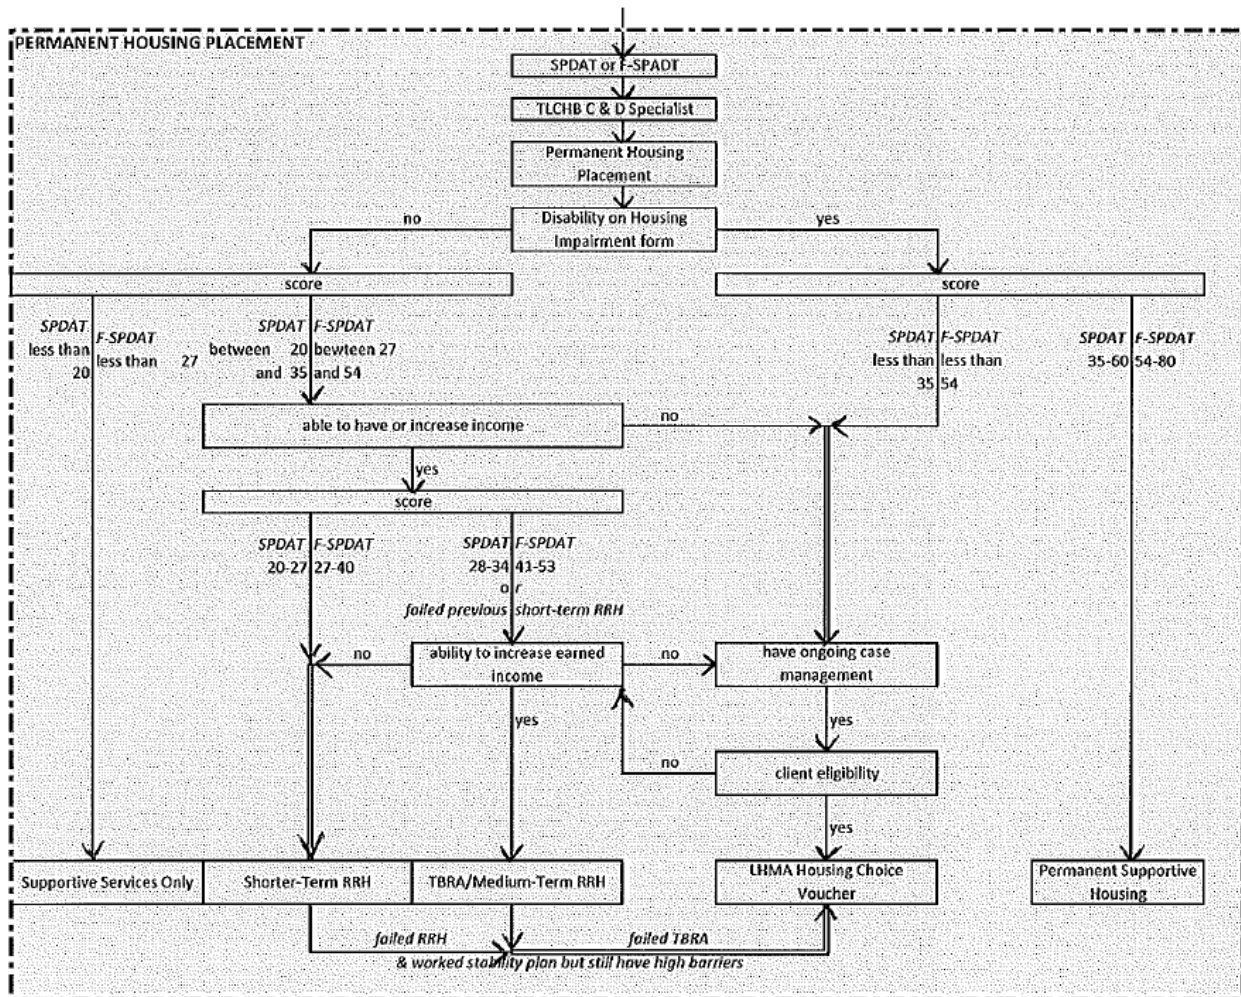 PERMANENT HOUSING PLACEMENT
SPDAT or F-SPADT
TLCHB C & D Specialist
Permanent Housing
Placement
Disability on Housing
Impairment form
no
yes
score
score
SPDAT
F-SPDAT
less than
less than 27
20
SPDAT F-SPDAT
between 20 bewteen 27
and 35 and 54
SPDAT F-SPDAT
less than less than
35 54
SPDAT F-SPDAT
35-60 54-80
able to have or increase income
no
yes
score
SPDAT F-SPDAT
20-27 27-40
SPDAT F-SPDAT
28-34 41-53
or
failed previous short-term RRH
no
ability to increase earned
income
no
have ongoing case
management
yes
yes
no
client eligibility
yes
Supportive Services Only
Shorter-Term RRH
TBRA/Medium-Term RRH
LHMA Housing Choice
Voucher
Permanent Supportive
Housing
failed RRH
failed TBRA
& worked stability plan but still have high barriers